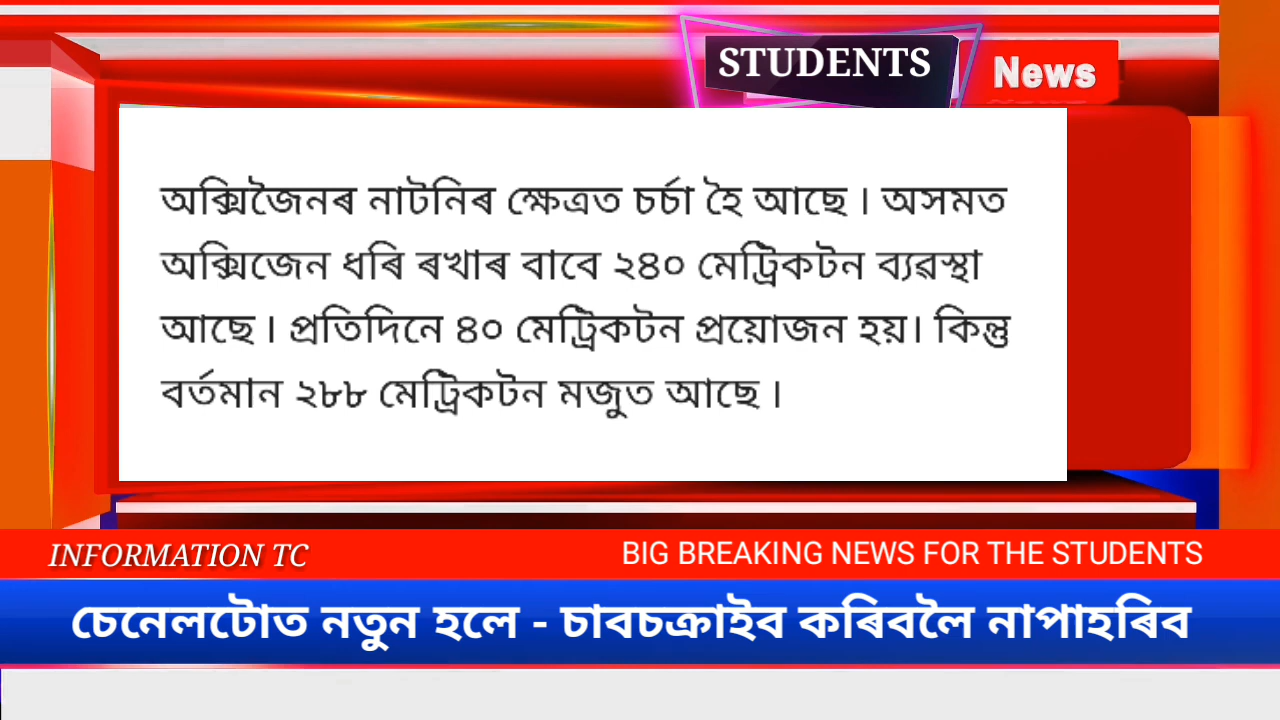 STUDENTS
News
অক্সিজৈনৰ নাটনিৰ ক্ষেত্ৰত চৰ্চা হৈ আছে । অসমত
অক্সিজেন ধৰি ৰখাৰ বাবে ২৪০ মেট্ৰিকটন ব্যৱস্থা
আছে । প্ৰতিদিনে ৪০ মেট্ৰিকটন প্ৰয়োজন হয়। কিন্তু
বৰ্তমান ২৮৮ মেট্ৰিকটন মজুত আছে ।
INFORMATION TC
BIG BREAKING NEWS FOR THE STUDENTS
চেনেলটোত নতুন হলে - চাবচক্ৰাইব কৰিবলৈ নাপাহৰিব